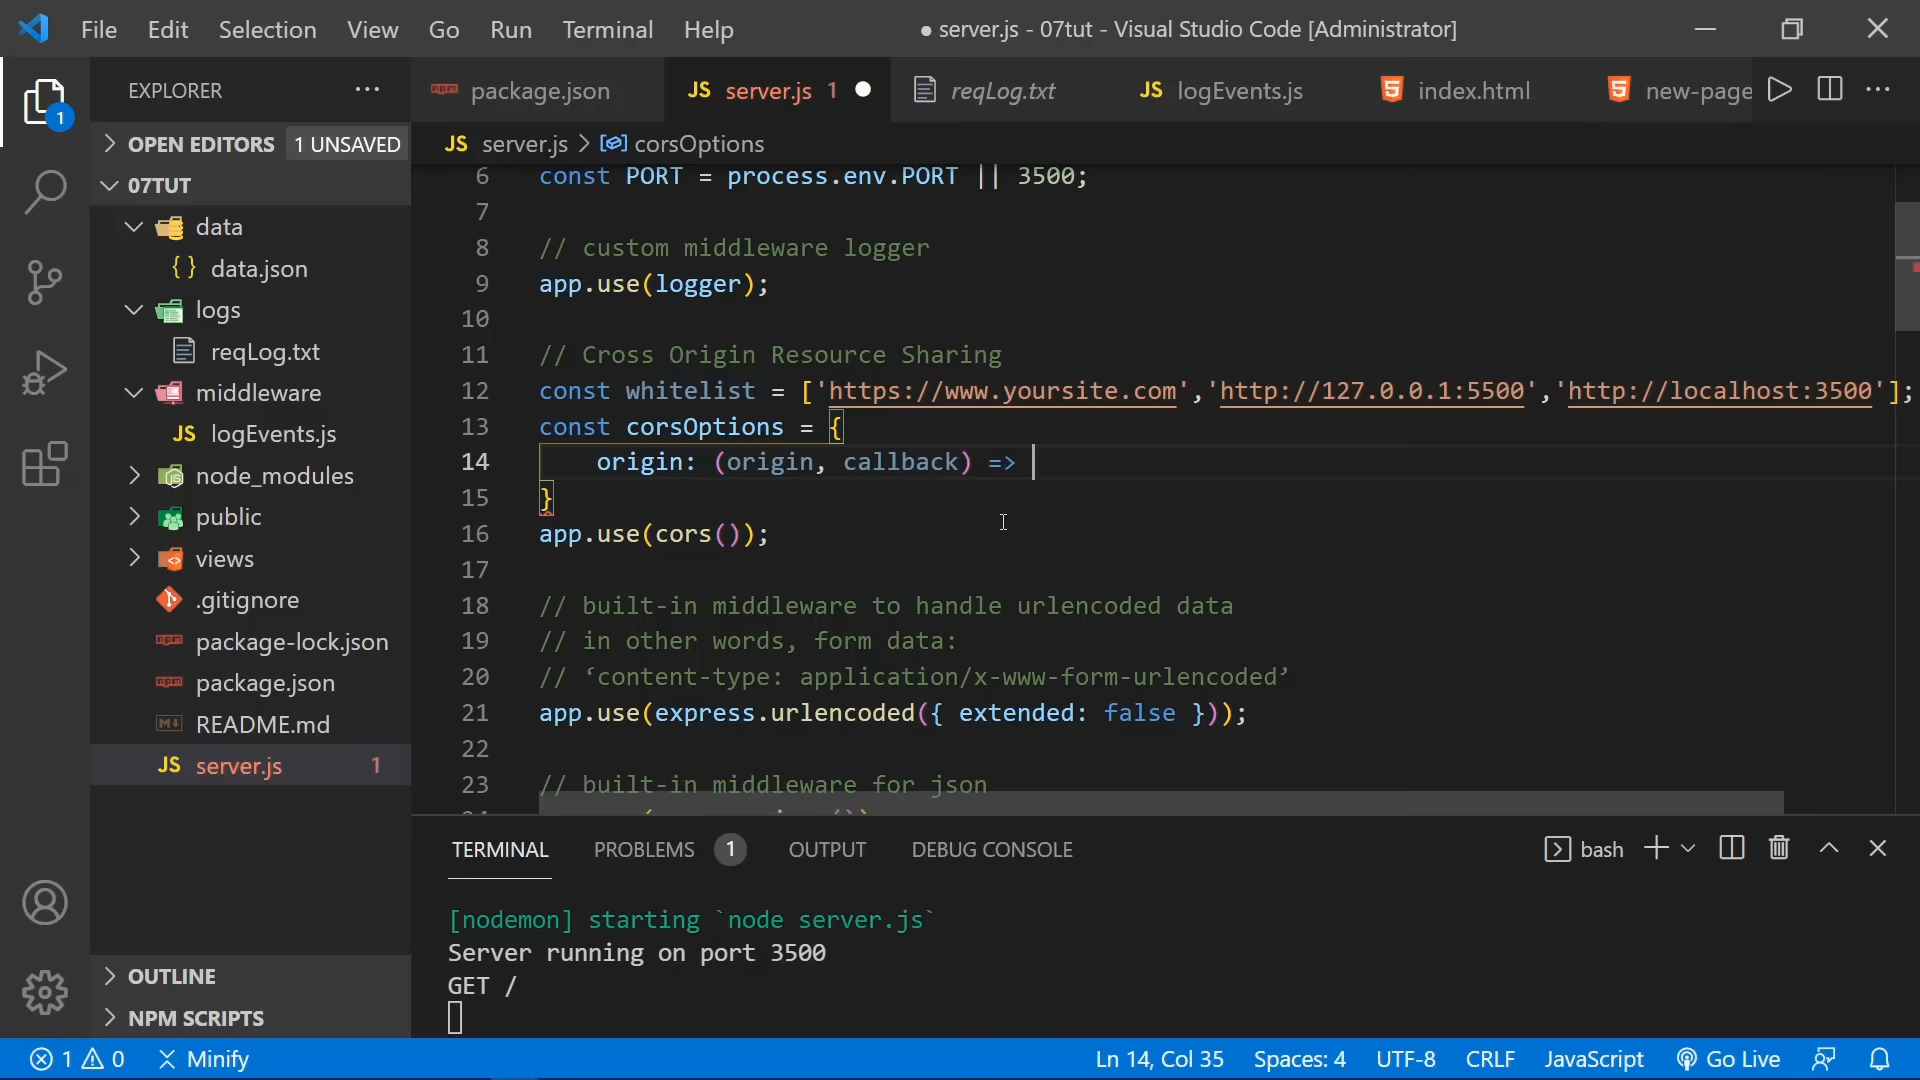 File Edit Selection View Go Run Terminal Help
● server.js - 07tut - Visual Studio Code [Administrator]
EXPLORER ...
1
OPEN EDITORS 1 UNSAVED
07TUT
data
{ } data.json
logs
reqLog.txt
middleware
JS logEvents.js
node_modules
public
views
.gitignore
package-lock.json
package.json
README.md
JS server.js 1
OUTLINE
NPM SCRIPTS
package.json JS server.js 1 ● reqLog.txt JS logEvents.js index.html new-page
JS server.js > corsOptions
6 const PORT = process.env.PORT || 3500;
7
8 // custom middleware logger
9 app.use(logger);
10
11 // Cross Origin Resource Sharing
12 const whitelist = ['https://www.yoursite.com','http://127.0.0.1:5500','http://localhost:3500'];
13 const corsOptions = {
14 origin: (origin, callback) =>
15 }
16 app.use(cors());
17
18 // built-in middleware to handle urlencoded data
19 // in other words, form data:
20 // ‘content-type: application/x-www-form-urlencoded’
21 app.use(express.urlencoded({ extended: false }));
22
23 // built-in middleware for json
TERMINAL PROBLEMS 1 OUTPUT DEBUG CONSOLE
bash
[nodemon] starting `node server.js`
Server running on port 3500
GET /
1 0 Minify
Ln 14, Col 35 Spaces: 4 UTF-8 CRLF JavaScript Go Live